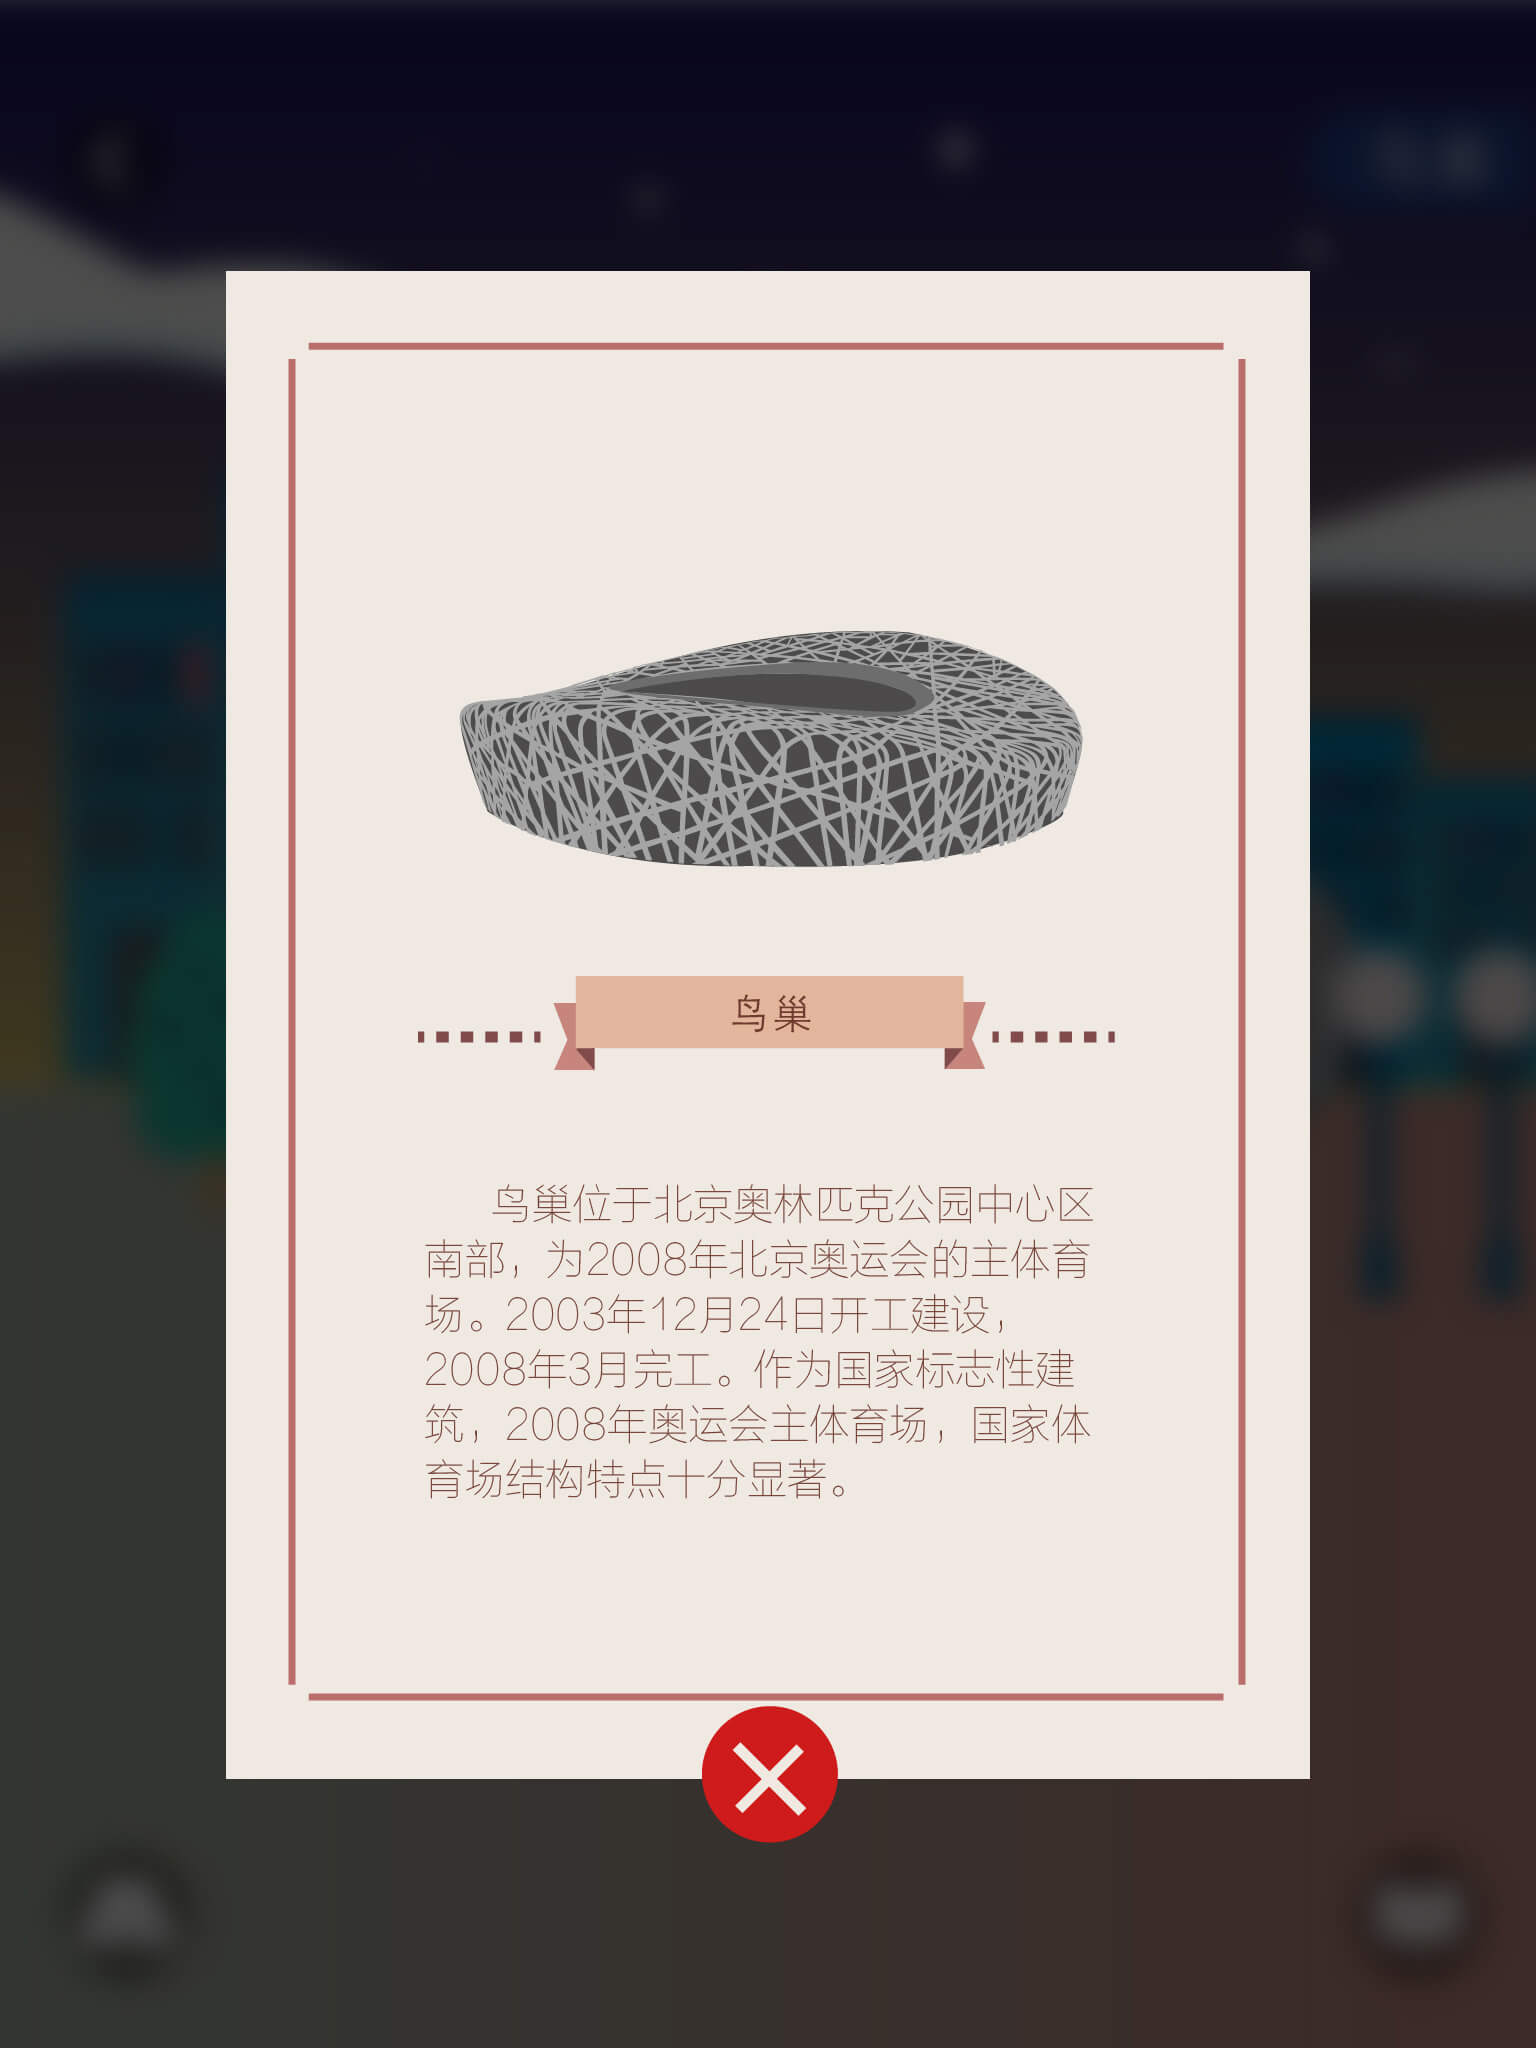 鸟巢
鸟巢位于北京奥林匹克公园中心区
南部，为2008年北京奥运会的主体育
场。2003年12月24日开工建设，
2008年3月完工。作为国家标志性建
筑，2008年奥运会主体育场，国家体
育场结构特点十分显著。